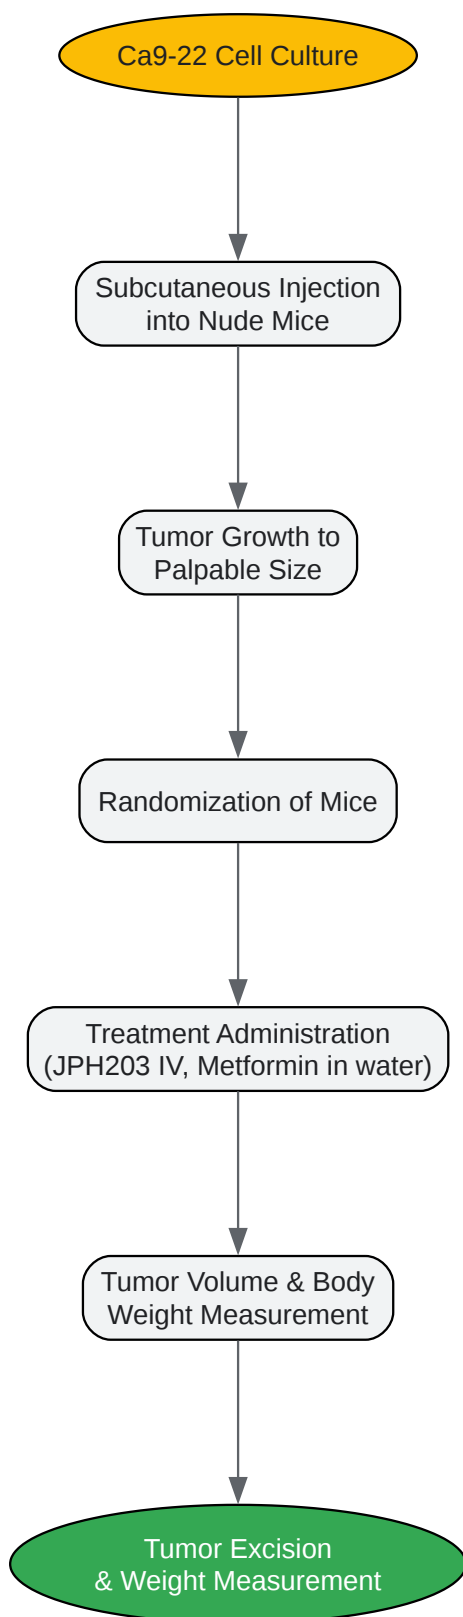 Ca9-22 Cell Culture
Subcutaneous Injection
into Nude Mice
Tumor Growth to
Palpable Size
Randomization of Mice
Treatment Administration
(JPH203 IV, Metformin in water)
Tumor Volume & Body
Weight Measurement
Tumor Excision
& Weight Measurement